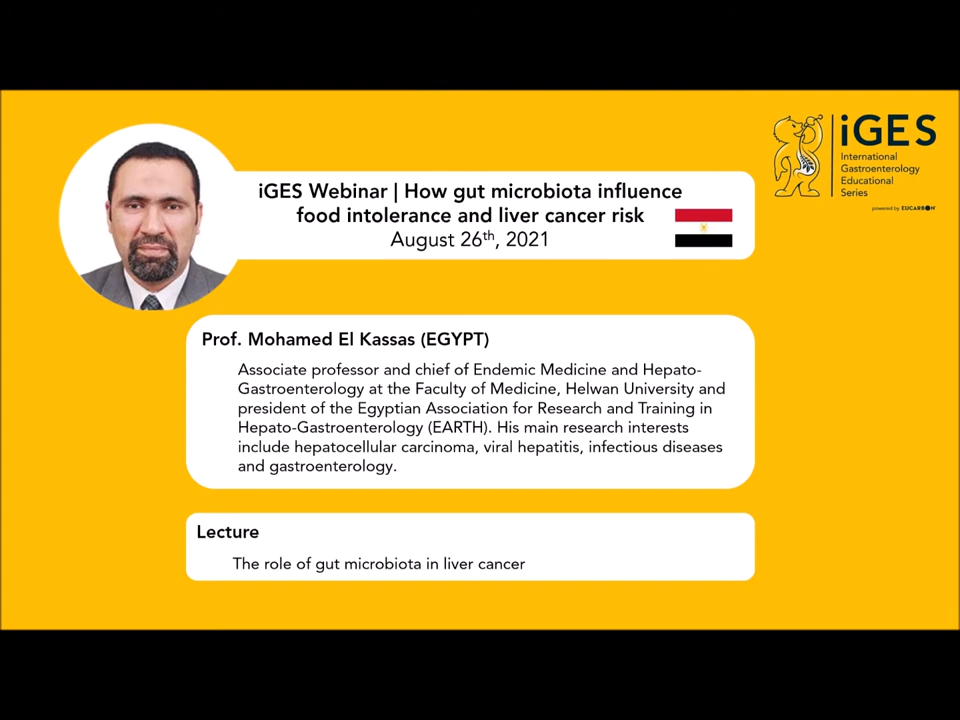 iGES Webinar | How gut microbiota influence
food intolerance and liver cancer risk
August 26th, 2021
iGES
International
Gastroenterology
Educational
Series
powered by EUCARBON®
Prof. Mohamed El Kassas (EGYPT)
Associate professor and chief of Endemic Medicine and Hepato-
Gastroenterology at the Faculty of Medicine, Helwan University and
president of the Egyptian Association for Research and Training in
Hepato-Gastroenterology (EARTH). His main research interests
include hepatocellular carcinoma, viral hepatitis, infectious diseases
and gastroenterology.
Lecture
The role of gut microbiota in liver cancer